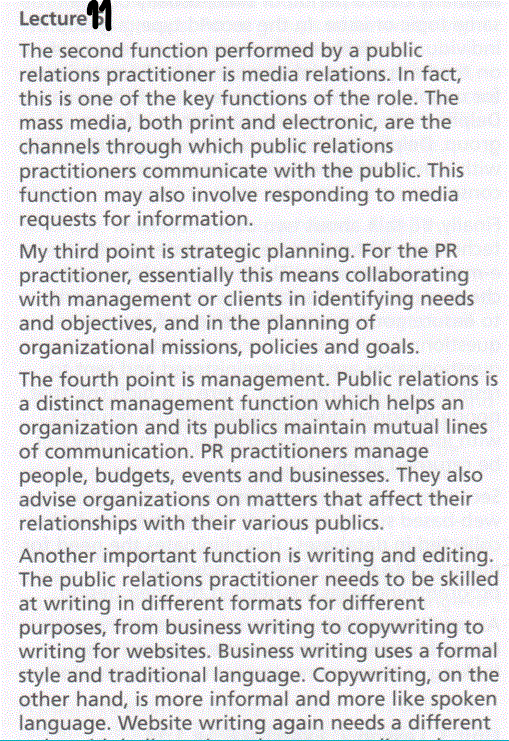 Lecture 11
The second function performed by a public
relations practitioner is media relations. In fact,
this is one of the key functions of the role. The
mass media, both print and electronic, are the
channels through which public relations
practitioners communicate with the public. This
function may also involve responding to media
requests for information.
My third point is strategic planning. For the PR
practitioner, essentially this means collaborating
with management or clients in identifying needs
and objectives, and in the planning of
organizational missions, policies and goals.
The fourth point is management. Public relations is
a distinct management function which helps an
organization and its publics maintain mutual lines
of communication. PR practitioners manage
people, budgets, events and businesses. They also
advise organizations on matters that affect their
relationships with their various publics.
Another important function is writing and editing.
The public relations practitioner needs to be skilled
at writing in different formats for different
purposes, from business writing to copywriting to
writing for websites. Business writing uses a formal
style and traditional language. Copywriting, on the
other hand, is more informal and more like spoken
language. Website writing again needs a different